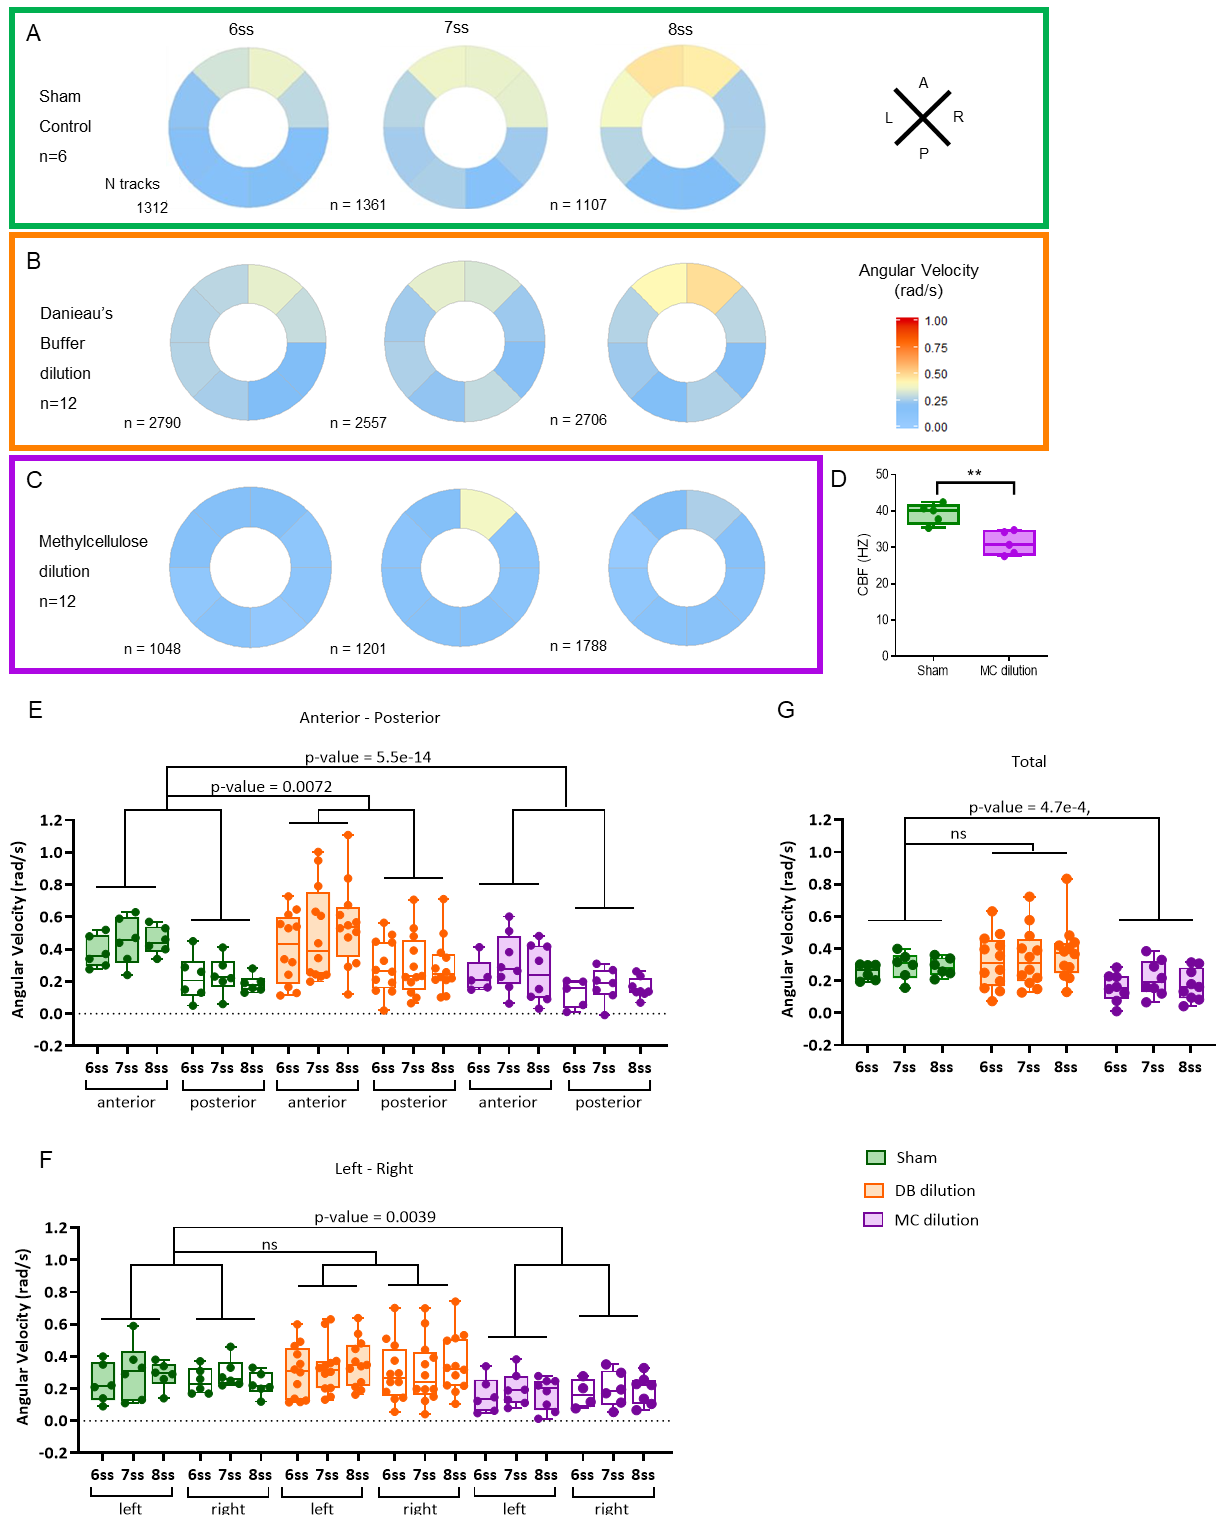 A
6ss
7ss
8ss
Sham
Control
n=6
N tracks
1312
n = 1361
n = 1107
A
L
R
P
B
Danieau's
Buffer
dilution
n=12
n = 2790
n = 2557
n = 2706
Angular Velocity
(rad/s)
1.00
0.75
0.50
0.25
0.00
C
Methylcellulose
dilution
n=12
n = 1048
n = 1201
n = 1788
D
**
CBF (HZ)
50
40
30
20
10
0
Sham
MC dilution
E
Anterior - Posterior
p-value = 5.5e-14
p-value = 0.0072
Angular Velocity (rad/s)
1.2
1.0
0.8
0.6
0.4
0.2
0.0
-0.2
6ss 7ss 8ss 6ss 7ss 8ss 6ss 7ss 8ss 6ss 7ss 8ss 6ss 7ss 8ss 6ss 7ss 8ss
anterior posterior anterior posterior anterior posterior
G
Total
p-value = 4.7e-4,
ns
Angular Velocity (rad/s)
1.2
1.0
0.8
0.6
0.4
0.2
0.0
-0.2
6ss 7ss 8ss 6ss 7ss 8ss 6ss 7ss 8ss
Sham
DB dilution
MC dilution
F
Left - Right
p-value = 0.0039
ns
Angular Velocity (rad/s)
1.2
1.0
0.8
0.6
0.4
0.2
0.0
-0.2
6ss 7ss 8ss 6ss 7ss 8ss 6ss 7ss 8ss 6ss 7ss 8ss 6ss 7ss 8ss 6ss 7ss 8ss
left right left right left right